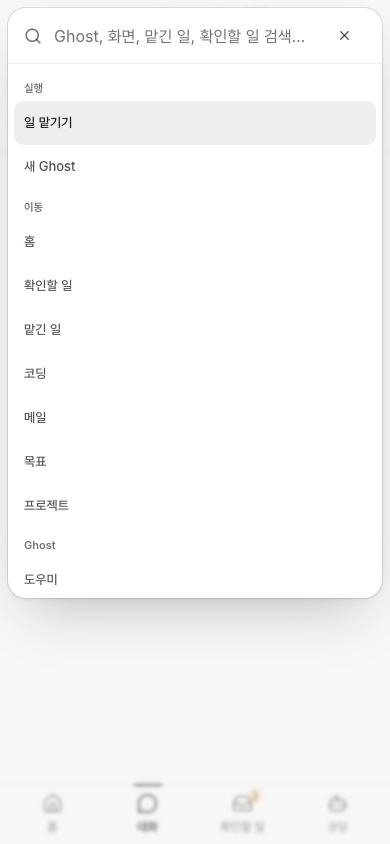 Ghost, 화면, 맡긴 일, 확인할 일 검색...
실행
일 맡기기
새 Ghost
이동
홈
확인할 일
맡긴 일
코딩
메일
목표
프로젝트
Ghost
도우미
홈
대화
확인할 일
코딩